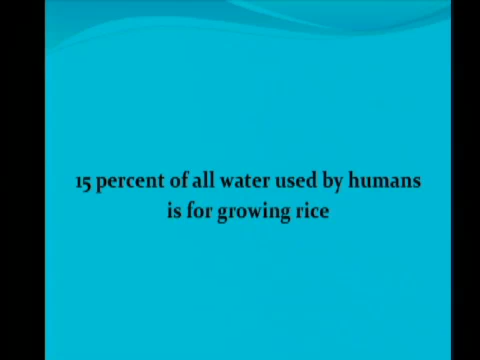 15 percent of all water used by humans
is for growing rice